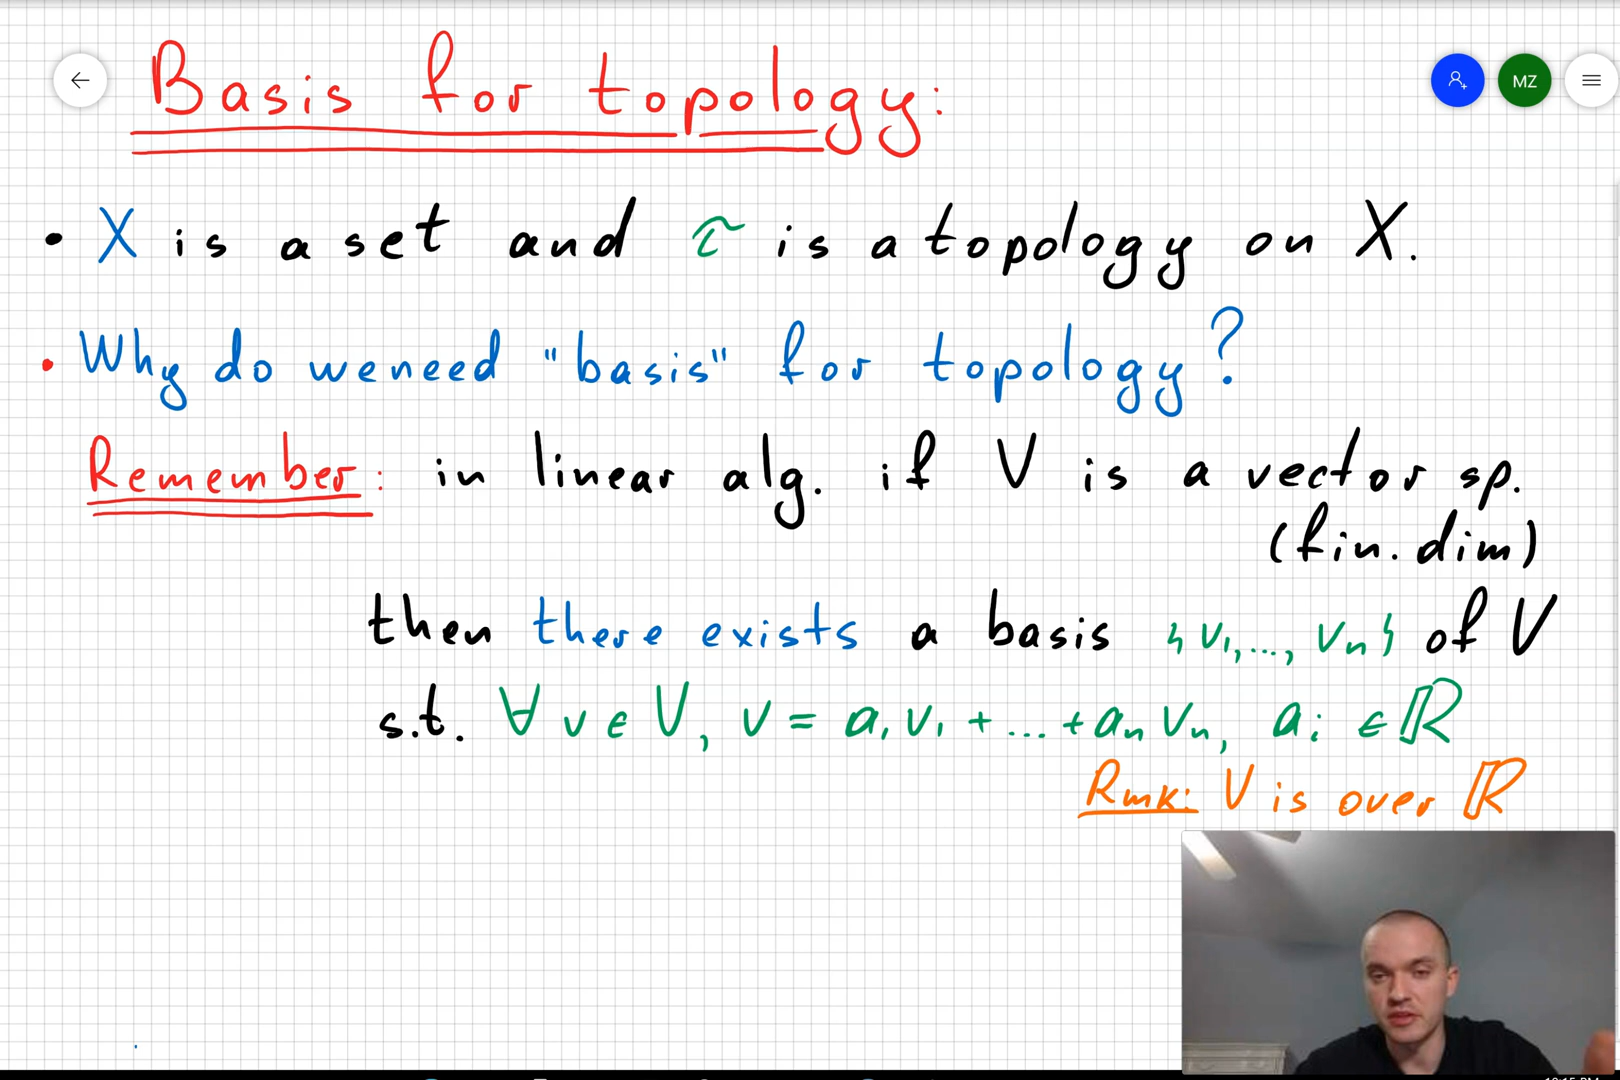 Basis for topology:
MZ
• X is a set and τ is a topology on X.
• Why do we need "basis" for topology?
Remember: in linear alg. if V is a vector sp.
(fin. dim)
then there exists a basis {v₁,..., vₙ} of V
s.t. ∀ v ∈ V, v = a₁v₁ + ... + aₙvₙ, aᵢ ∈ ℝ
Rmk: V is over ℝ